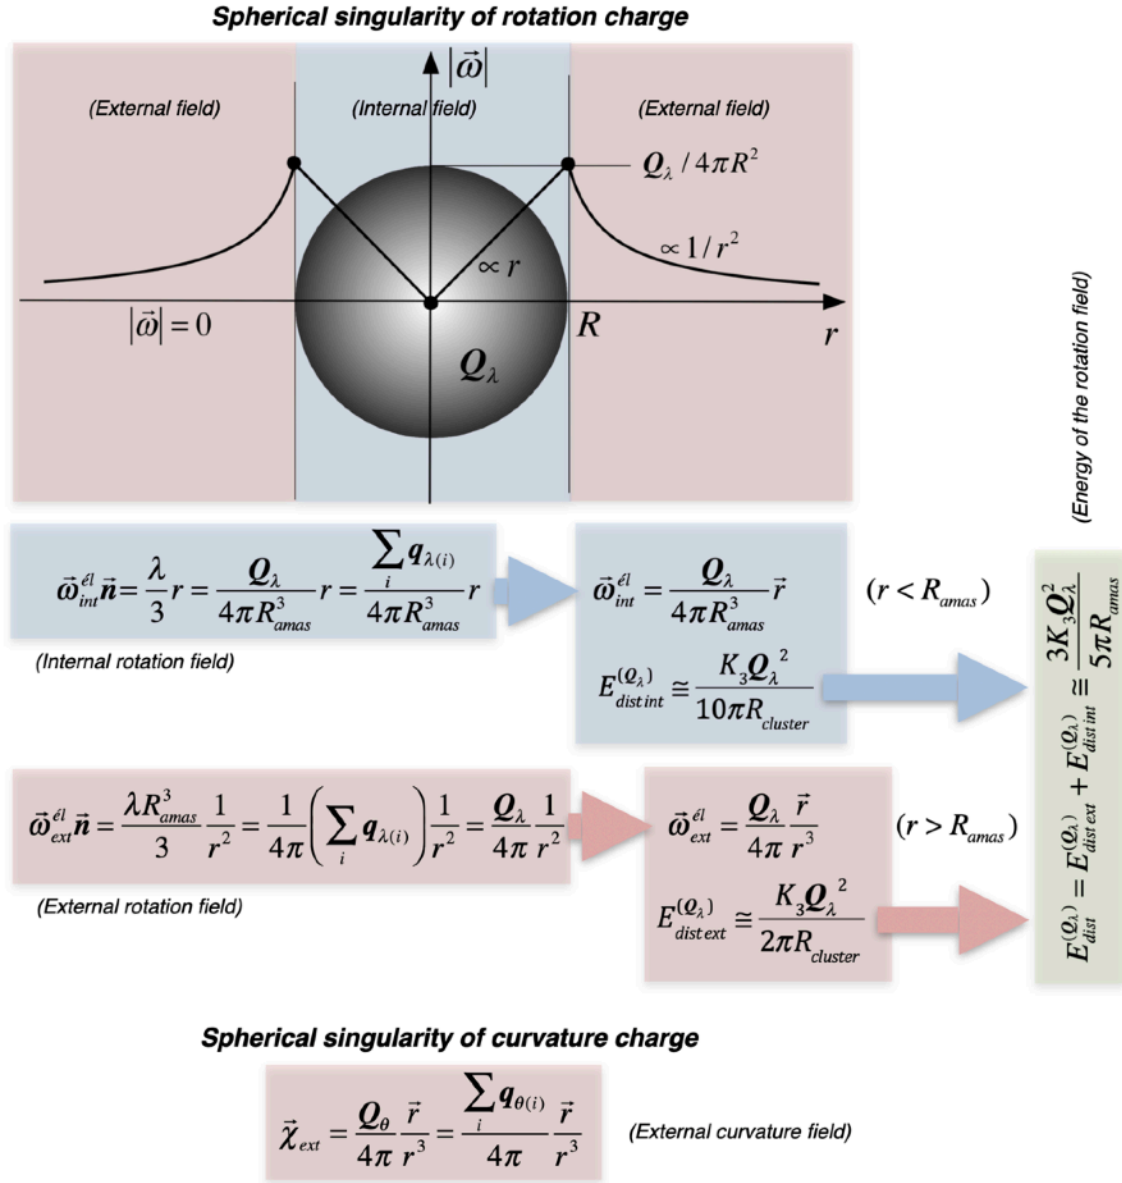 Spherical singularity of rotation charge
|ω⃗|
(External field)
(Internal field)
(External field)
Q_λ / 4πR²
∝ 1/r²
∝ r
|ω⃗| = 0
R
r
Q_λ
(Energy of the rotation field)
ω⃗_int^él n⃗ = λ/3 r = Q_λ/4πR³_amas r = ∑_i q_λ(i)/4πR³_amas r
(Internal rotation field)
ω⃗_int^él = Q_λ/4πR³_amas r⃗
(r < R_amas)
E_dist int^(Q_λ) ≅ K₃Q_λ²/10πR_cluster
E_dist^(Q_λ) = E_dist ext^(Q_λ) + E_dist int^(Q_λ) ≅ 3K₃Q_λ²/5πR_amas
ω⃗_ext^él n⃗ = λR³_amas/3 1/r² = 1/4π (∑_i q_λ(i)) 1/r² = Q_λ/4π 1/r²
(External rotation field)
ω⃗_ext^él = Q_λ/4π r⃗/r³
(r > R_amas)
E_dist ext^(Q_λ) ≅ K₃Q_λ²/2πR_cluster
Spherical singularity of curvature charge
χ⃗_ext = Q_θ/4π r⃗/r³ = ∑_i q_θ(i)/4π r⃗/r³
(External curvature field)